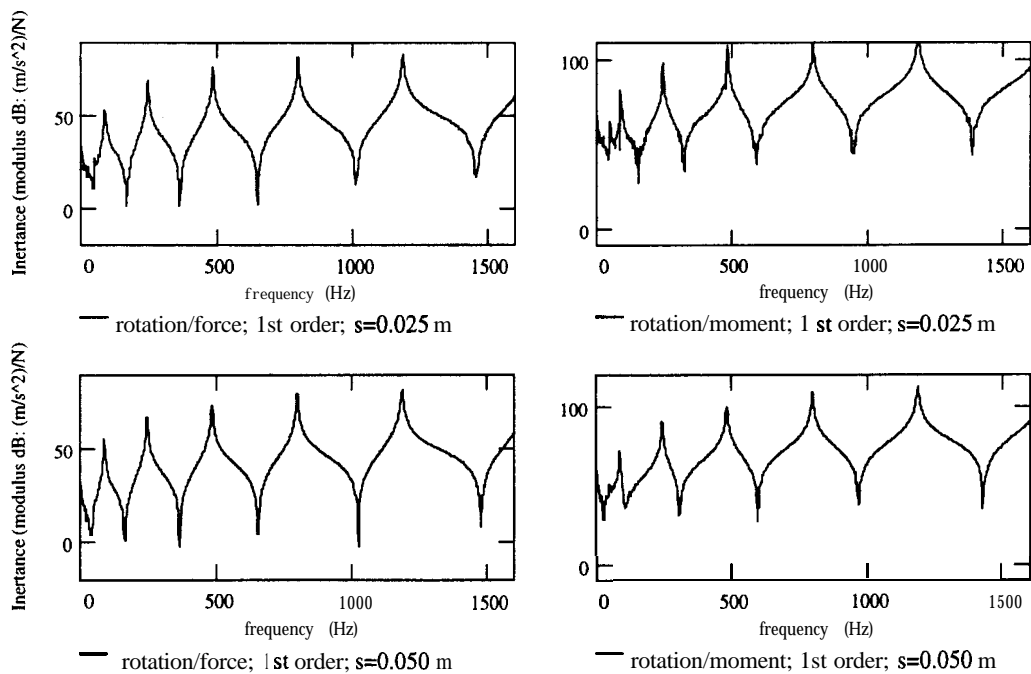 Inertance (modulus dB: (m/s^2)/N)
50
0
0 500 1000 1500
frequency (Hz)
rotation/force; 1st order; s=0.025 m
100
0
0 500 1000 1500
frequency (Hz)
rotation/moment; 1 st order; s=0.025 m
Inertance (modulus dB: (m/s^2)/N)
50
0
0 500 1000 1500
frequency (Hz)
rotation/force; 1st order; s=0.050 m
100
0
0 500 1000 1500
frequency (Hz)
rotation/moment; 1st order; s=0.050 m